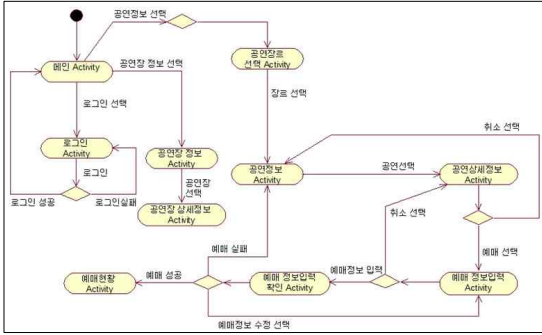 공연정보 선택
메인 Activity
공연장 정보 선택
공연장르
선택 Activity
로그인 선택
장르 선택
취소 선택
로그인
Activity
공연장 정보
Activity
공연정보
Activity
공연선택
공연상세정보
Activity
로그인
공연장
선택
로그인 성공
로그인실패
공연장 상세정보
Activity
취소 선택
예매 실패
예매 선택
예매현황
Activity
예매 성공
예매 정보입력
확인 Activity
예매정보 입력
예매 정보입력
Activity
예매정보 수정 선택